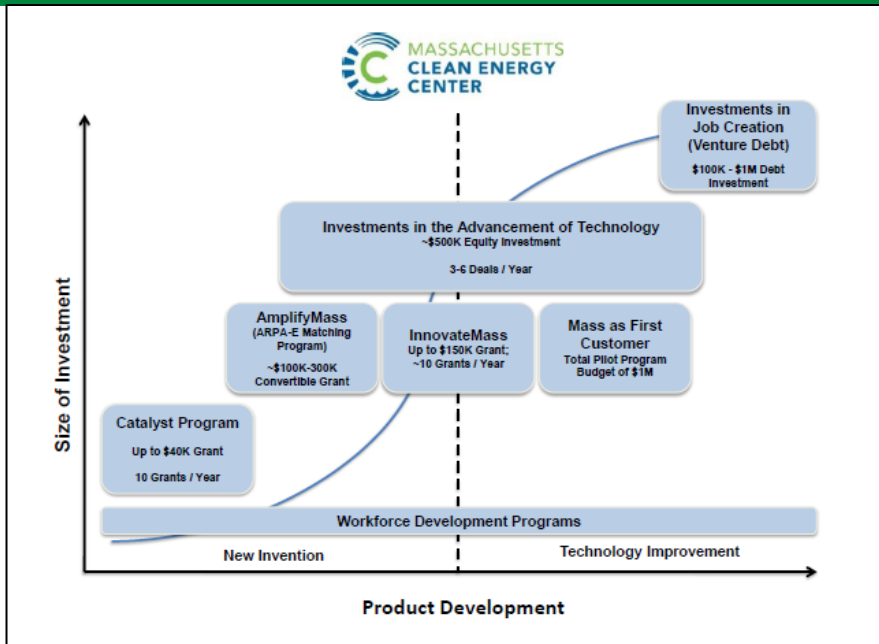 MASSACHUSETTS
CLEAN ENERGY
CENTER
Investments in
Job Creation
(Venture Debt)
$100K - $1M Debt
Investment
Investments in the Advancement of Technology
~$500K Equity Investment
3-6 Deals / Year
AmplifyMass
(ARPA-E Matching
Program)
~$100K-300K
Convertible Grant
InnovateMass
Up to $150K Grant;
~10 Grants / Year
Mass as First
Customer
Total Pilot Program
Budget of $1M
Catalyst Program
Up to $40K Grant
10 Grants / Year
Workforce Development Programs
New Invention
Technology Improvement
Size of Investment
Product Development